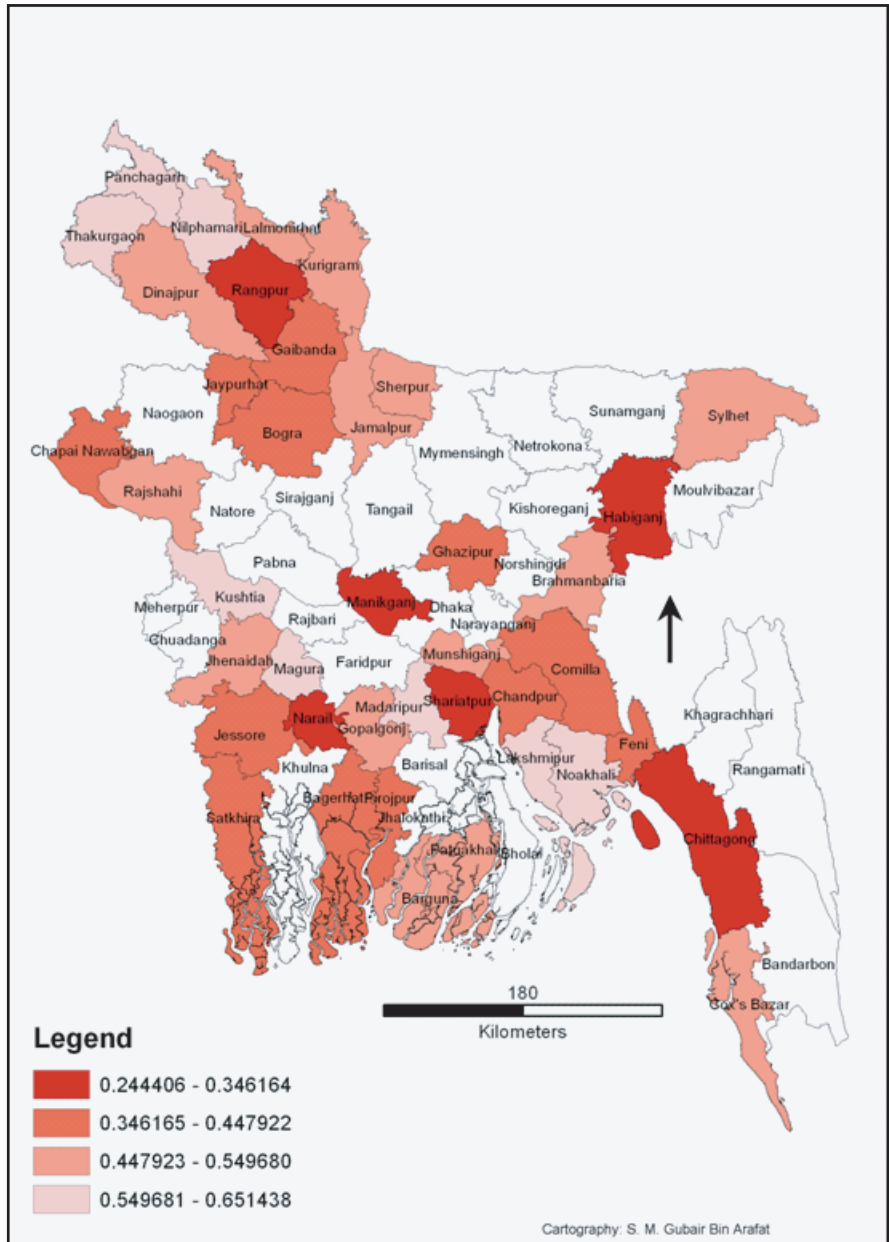 Panchagarh
Nilphamari
Lalmonirhat
Thakurgaon
Kurigram
Dinajpur
Rangpur
Gaibanda
Jaypurhat
Sherpur
Naogaon
Sunamganj
Sylhet
Bogra
Jamalpur
Netrokona
Chapai Nawabgan
Mymensingh
Rajshahi
Sirajganj
Moulvibazar
Natore
Tangail
Kishoreganj
Habiganj
Ghazipur
Pabna
Norshingdi
Brahmanbaria
Kushtia
Manikganj
Dhaka
Meherpur
Rajbari
Narayanganj
Chuadanga
Jhenaidah
Munshiganj
Magura
Faridpur
Comilla
Shariatpur
Chandpur
Madaripur
Narail
Gopalgonj
Khagrachhari
Jessore
Feni
Lakshmipur
Barisal
Khulna
Noakhali
Rangamati
Bagerhat
Pirojpur
Satkhira
Jhalokathi
Chittagong
Patuakhali
Bholai
Barguna
Bandarbon
Cox's Bazar
180
Kilometers
Legend
0.244406 - 0.346164
0.346165 - 0.447922
0.447923 - 0.549680
0.549681 - 0.651438
Cartography: S. M. Gubair Bin Arafat